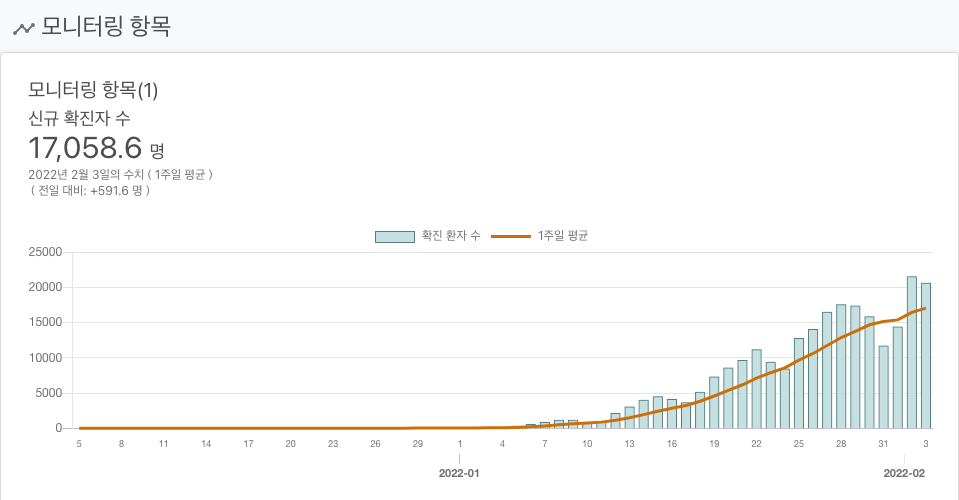 모니터링 항목
모니터링 항목(1)
신규 확진자 수
17,058.6 명
2022년 2월 3일의 수치 ( 1주일 평균 )
( 전일 대비: +591.6 명 )
확진 환자 수 1주일 평균
25000
20000
15000
10000
5000
0
5 8 11 14 17 20 23 26 29 1 4 7 10 13 16 19 22 25 28 31 3
2022-01 2022-02